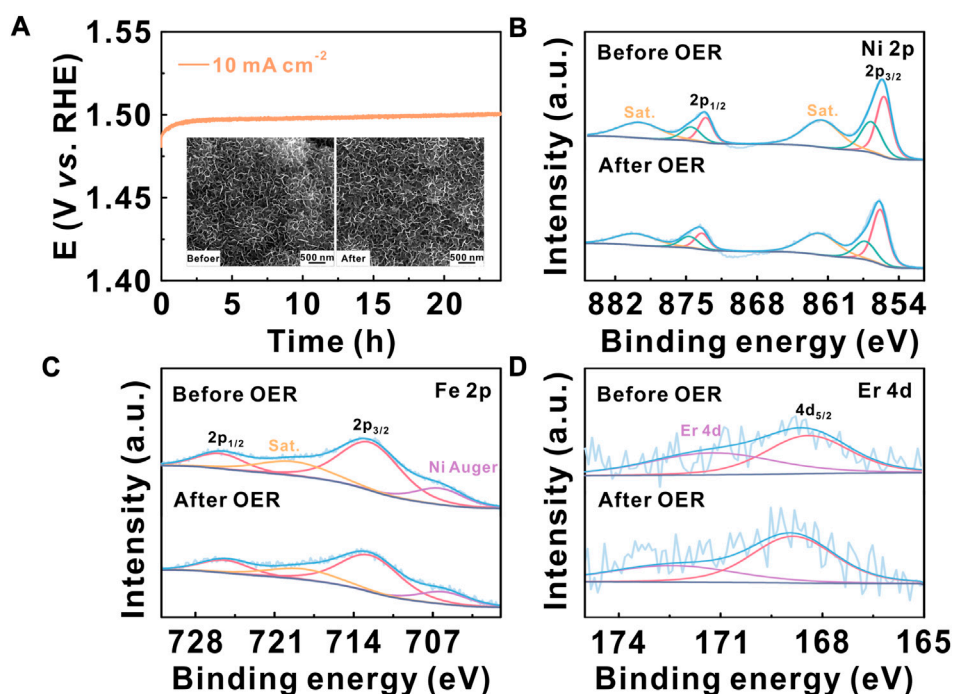 A
1.55
1.50
1.45
1.40
E (V vs. RHE)
10 mA cm⁻²
Befoer
500 nm
After
500 nm
0
5
10
15
20
Time (h)
B
Before OER
Ni 2p
2p3/2
Sat.
2p1/2
Sat.
After OER
Intensity (a.u.)
882
875
868
861
854
Binding energy (eV)
C
Before OER
Fe 2p
2p1/2
Sat.
2p3/2
Ni Auger
After OER
Intensity (a.u.)
728
721
714
707
Binding energy (eV)
D
Before OER
Er 4d
4d5/2
Er 4d
After OER
Intensity (a.u.)
174
171
168
165
Binding energy (eV)